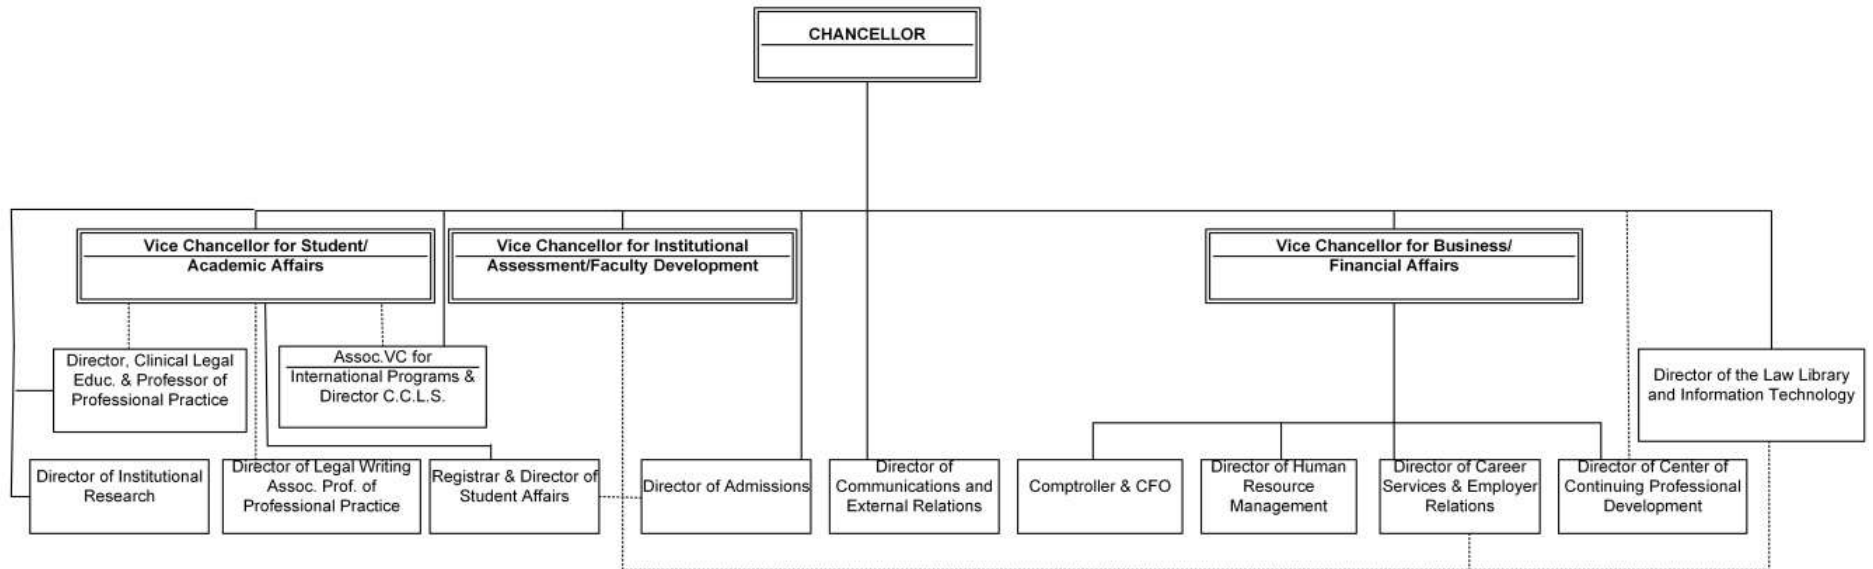 CHANCELLOR
Vice Chancellor for Student/
Academic Affairs
Vice Chancellor for Institutional
Assessment/Faculty Development
Vice Chancellor for Business/
Financial Affairs
Director, Clinical Legal
Educ. & Professor of
Professional Practice
Assoc.VC for
International Programs &
Director C.C.L.S.
Director of the Law Library
and Information Technology
Director of Institutional
Research
Director of Legal Writing
Assoc. Prof. of
Professional Practice
Registrar & Director of
Student Affairs
Director of Admissions
Director of
Communications and
External Relations
Comptroller & CFO
Director of Human
Resource
Management
Director of Career
Services & Employer
Relations
Director of Center of
Continuing Professional
Development